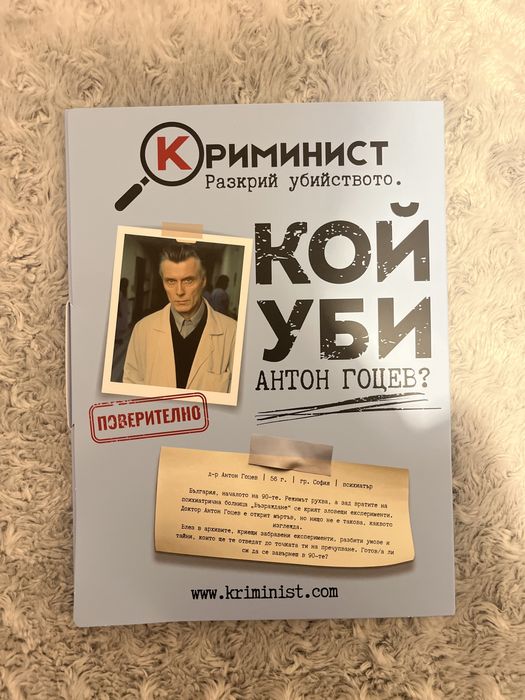 КРИМИНИСТ
Разкрий убийството.
КОЙ
УБИ
АНТОН ГОЦЕВ?
ПОВЕРИТЕЛНО
д-р Антон Гоцев | 56 г. | гр. София | психиатър
България, началото на 90-те. Режимът рухва, а зад вратите на
психиатрична болница „Възраждане“ се крият зловещи експерименти.
Доктор Антон Гоцев е открит мъртъв, но нищо не е такова, каквото
изглежда.
Влез в архивите, криещи забравени експерименти, разбити умове и
тайни, които ще те отведат до точката ти на пречупване. Готов/а ли
си да се завърнеш в 90-те?
www.kriminist.com